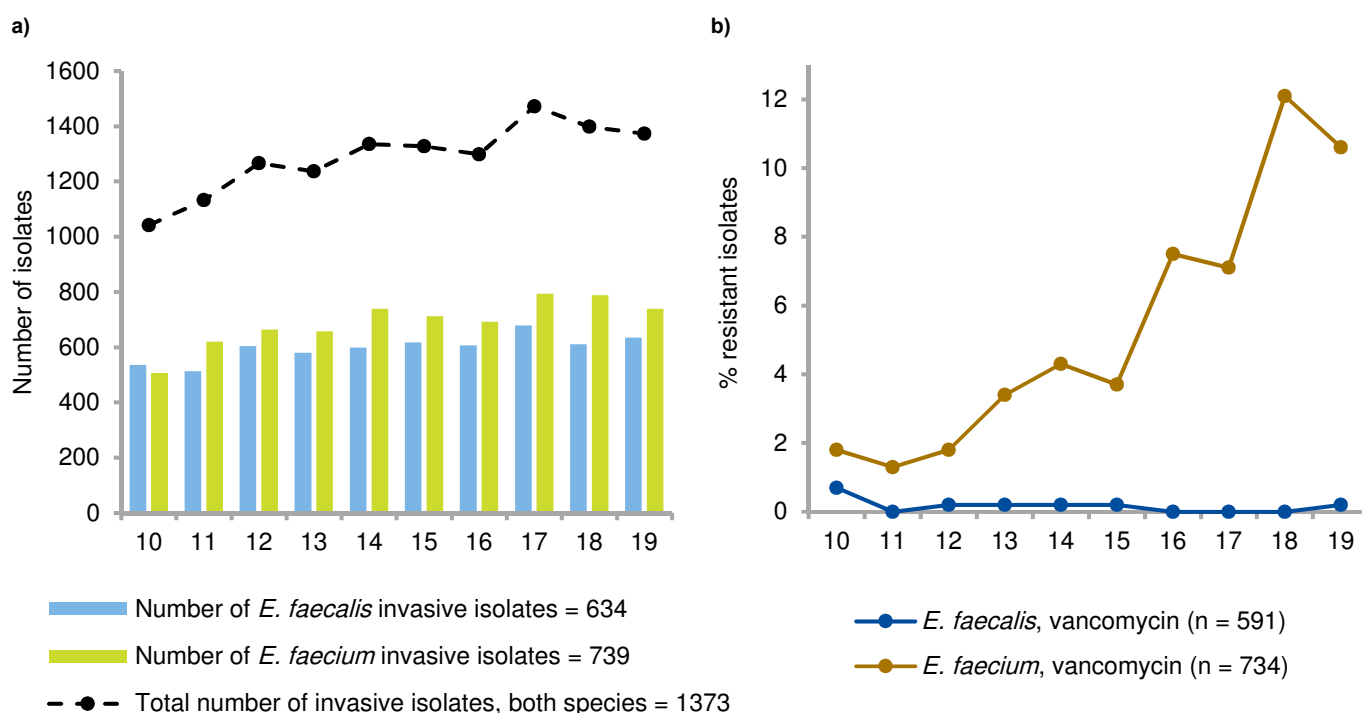 a)
Number of isolates
1600
1400
1200
1000
800
600
400
200
0
10 11 12 13 14 15 16 17 18 19
Number of E. faecalis invasive isolates = 634
Number of E. faecium invasive isolates = 739
Total number of invasive isolates, both species = 1373
b)
% resistant isolates
12
10
8
6
4
2
0
10 11 12 13 14 15 16 17 18 19
E. faecalis, vancomycin (n = 591)
E. faecium, vancomycin (n = 734)